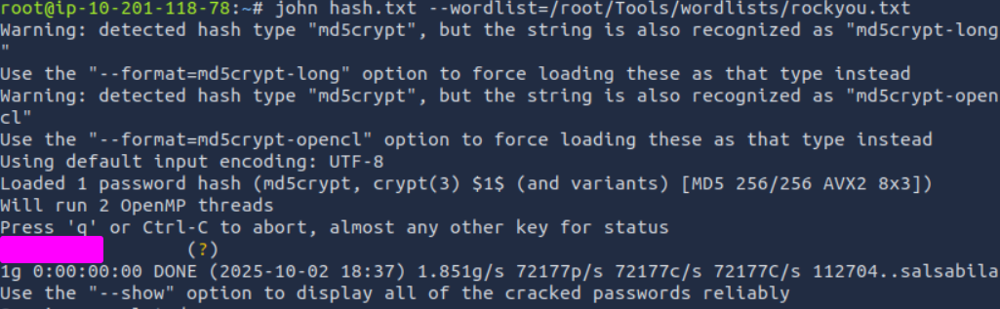 root@ip-10-201-118-78:~# john hash.txt --wordlist=/root/Tools/wordlists/rockyou.txt
Warning: detected hash type "md5crypt", but the string is also recognized as "md5crypt-long
"
Use the "--format=md5crypt-long" option to force loading these as that type instead
Warning: detected hash type "md5crypt", but the string is also recognized as "md5crypt-open
cl"
Use the "--format=md5crypt-opencl" option to force loading these as that type instead
Using default input encoding: UTF-8
Loaded 1 password hash (md5crypt, crypt(3) $1$ (and variants) [MD5 256/256 AVX2 8x3])
Will run 2 OpenMP threads
Press 'q' or Ctrl-C to abort, almost any other key for status
(?)
1g 0:00:00:00 DONE (2025-10-02 18:37) 1.851g/s 72177p/s 72177c/s 72177C/s 112704..salsabila
Use the "--show" option to display all of the cracked passwords reliably